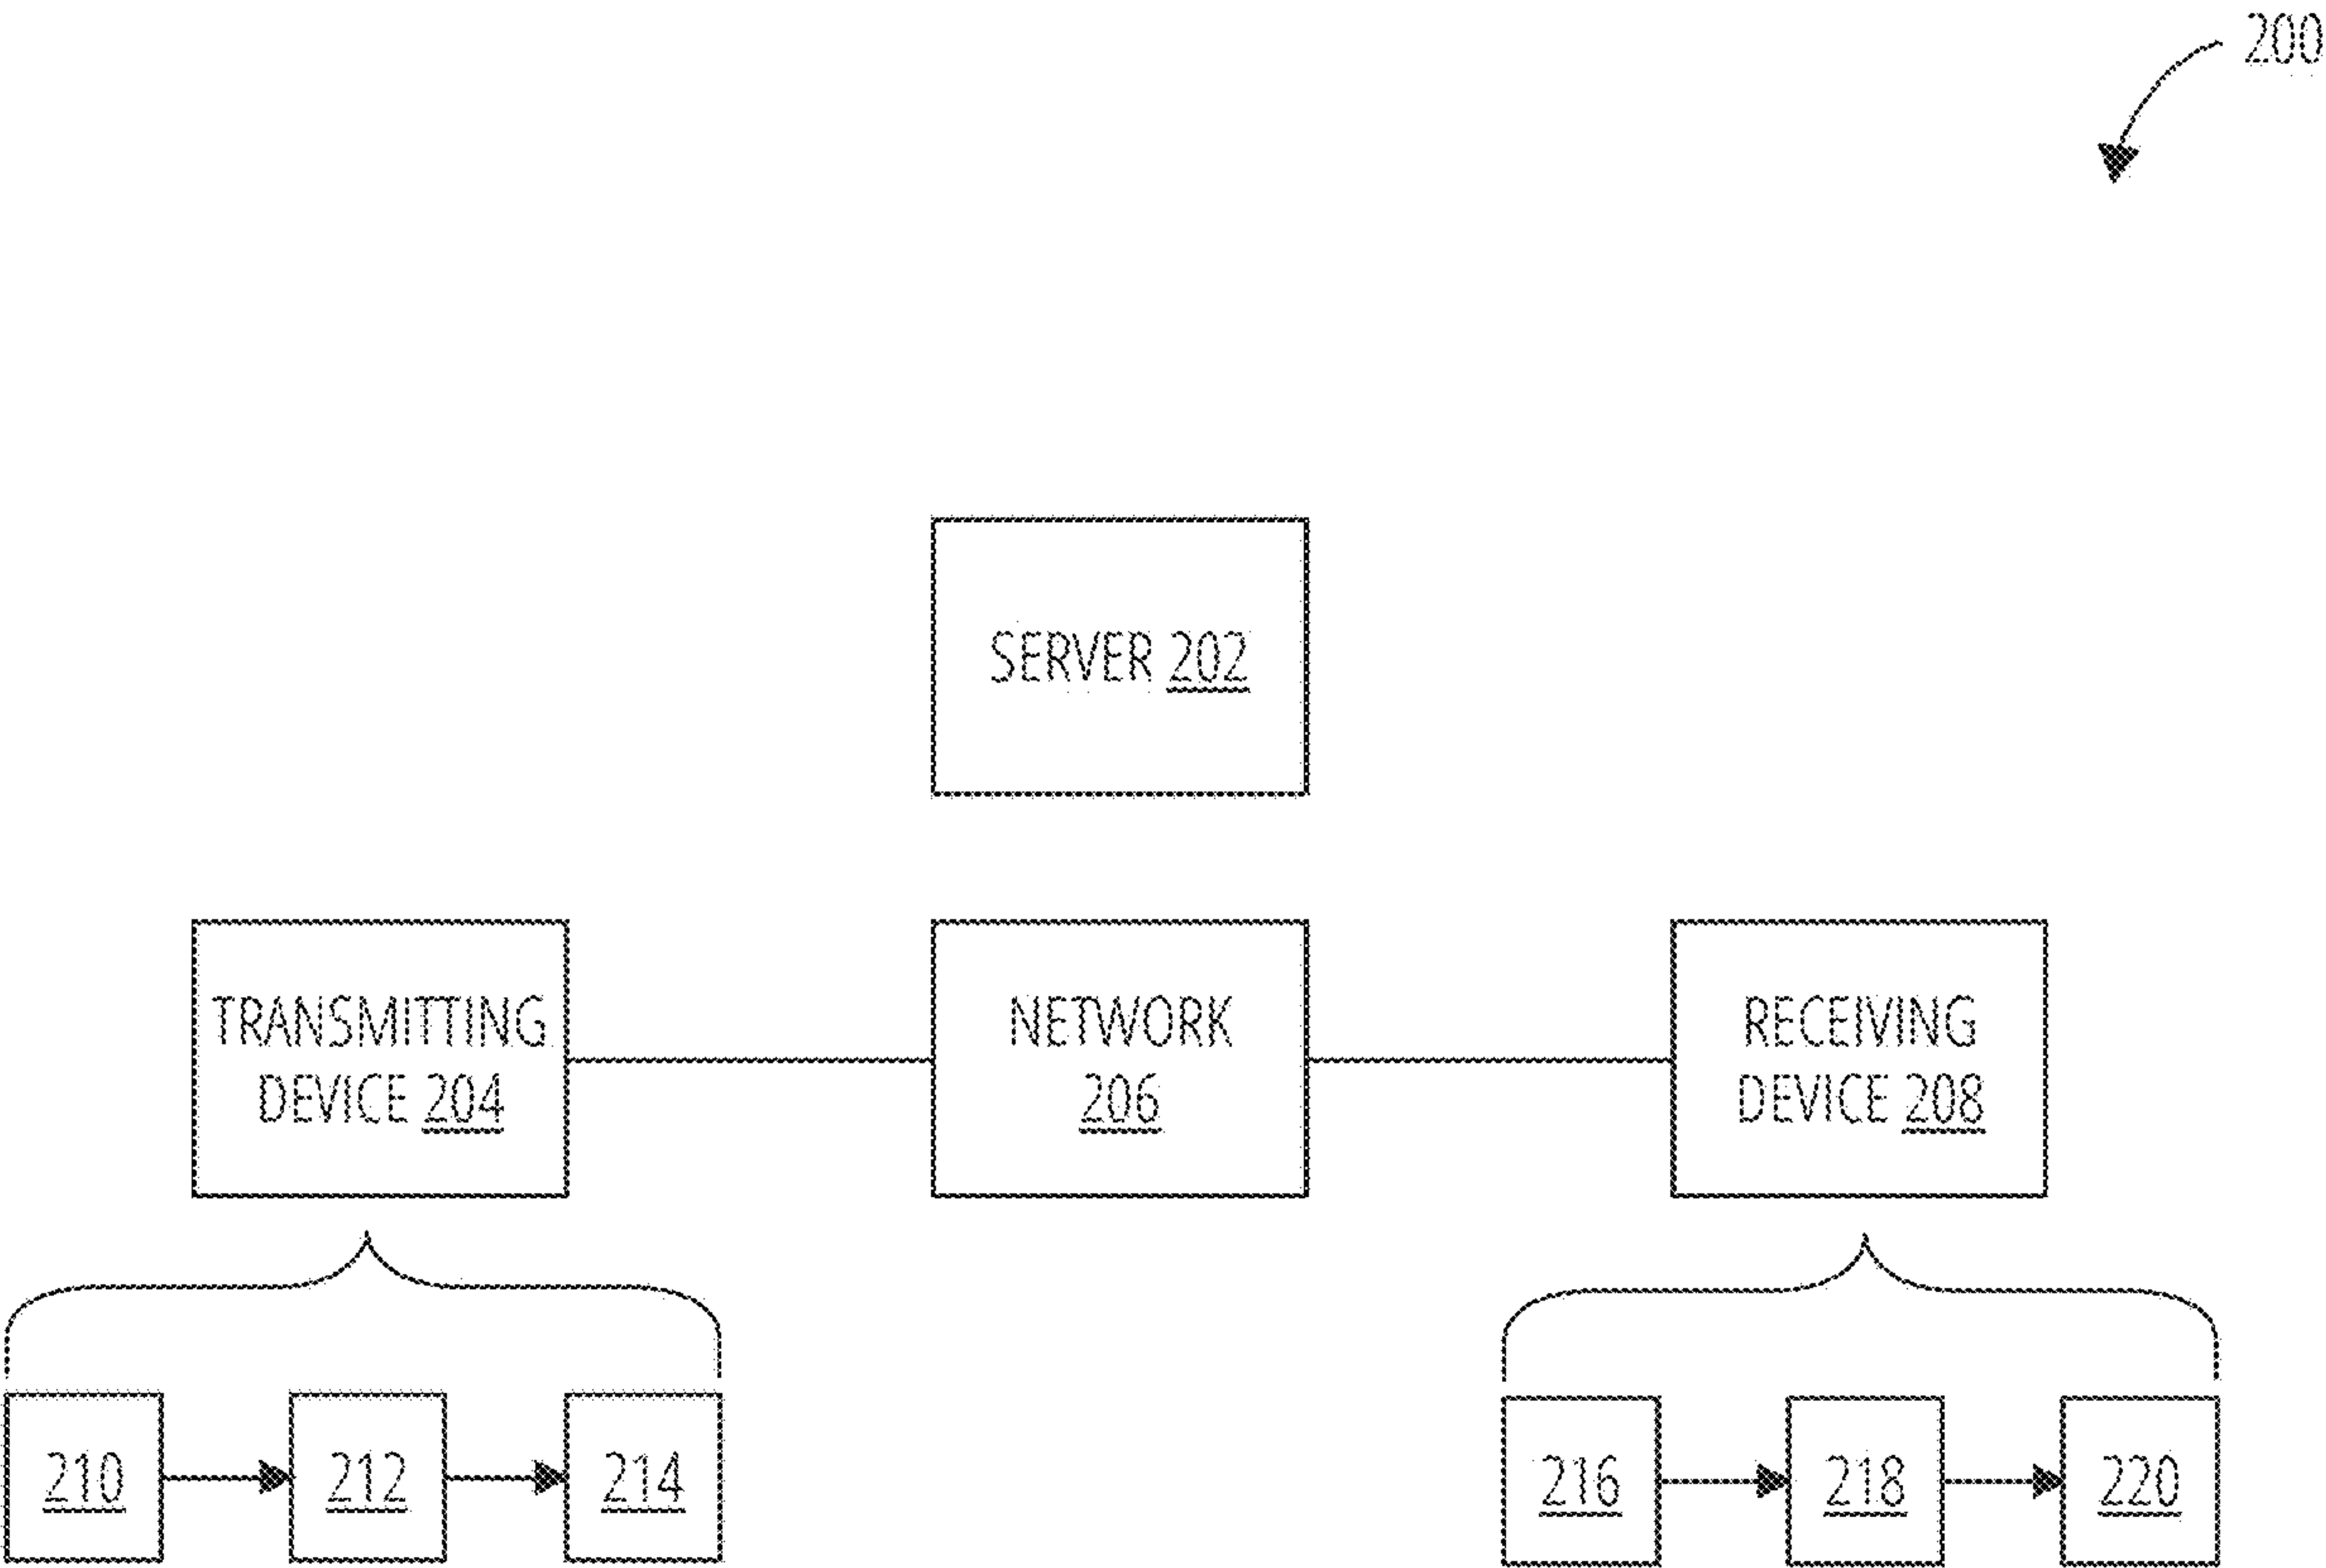 200
SERVER 202
TRANSMITTING
DEVICE 204
NETWORK
206
RECEIVING
DEVICE 208
210
212
214
216
218
220